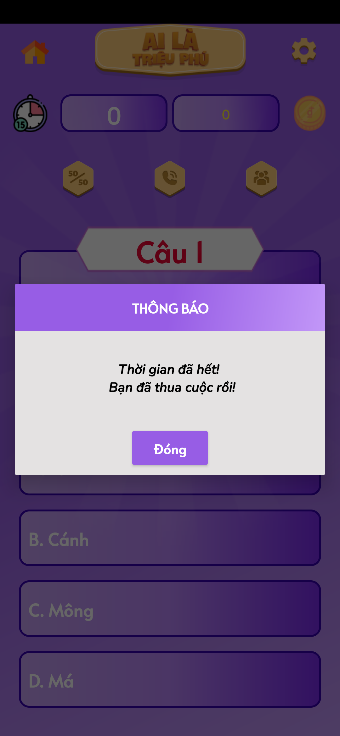 AI LÀ
TRIỆU PHÚ
15
0
0
50
50
Câu 1
THÔNG BÁO
Thời gian đã hết!
Bạn đã thua cuộc rồi!
Đóng
B. Cánh
C. Mông
D. Má